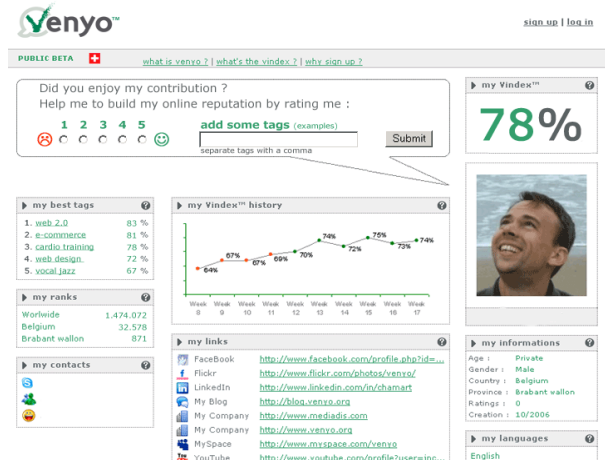 Venyo™
sign up | log in
PUBLIC BETA
what is venyo ? | what's the vindex ? | why sign up ?
Did you enjoy my contribution ?
Help me to build my online reputation by rating me :
1 2 3 4 5
add some tags (examples)
Submit
separate tags with a comma
my Vindex™
78%
my best tags
1. web 2.0 83 %
2. e-commerce 81 %
3. cardio training 78 %
4. web design 72 %
5. vocal jazz 67 %
my ranks
Worlwide 1.474.072
Belgium 32.578
Brabant wallon 871
my contacts
my Vindex™ history
64% 67% 67% 69% 70% 74% 72% 75% 73% 74%
Week Week Week Week Week Week Week Week Week Week
8 9 10 11 12 13 14 15 16 17
my links
FaceBook http://www.facebook.com/profile.php?id=...
Flickr http://www.flickr.com/photos/venyo/
LinkedIn http://www.linkedin.com/in/chamart
My Blog http://blog.venyo.org
My Company http://www.mediadis.com
My Company http://www.venyo.org
MySpace http://www.myspace.com/venyo
YouTube http://www.youtube.com/profile?user=inc...
my informations
Age : Private
Gender : Male
Country : Belgium
Province : Brabant wallon
Ratings : 0
Creation : 10/2006
my languages
English